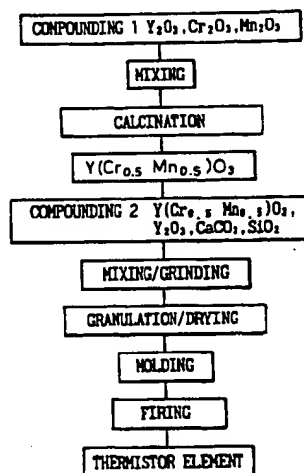 COMPOUNDING 1 Y₂O₃,Cr₂O₃,Mn₂O₃
MIXING
CALCINATION
Y(Cr₀.₅ Mn₀.₅)O₃
COMPOUNDING 2 Y(Cr₀.₅ Mn₀.₅)O₃,
Y₂O₃,CaCO₃,SiO₂
MIXING/GRINDING
GRANULATION/DRYING
MOLDING
FIRING
THERMISTOR ELEMENT